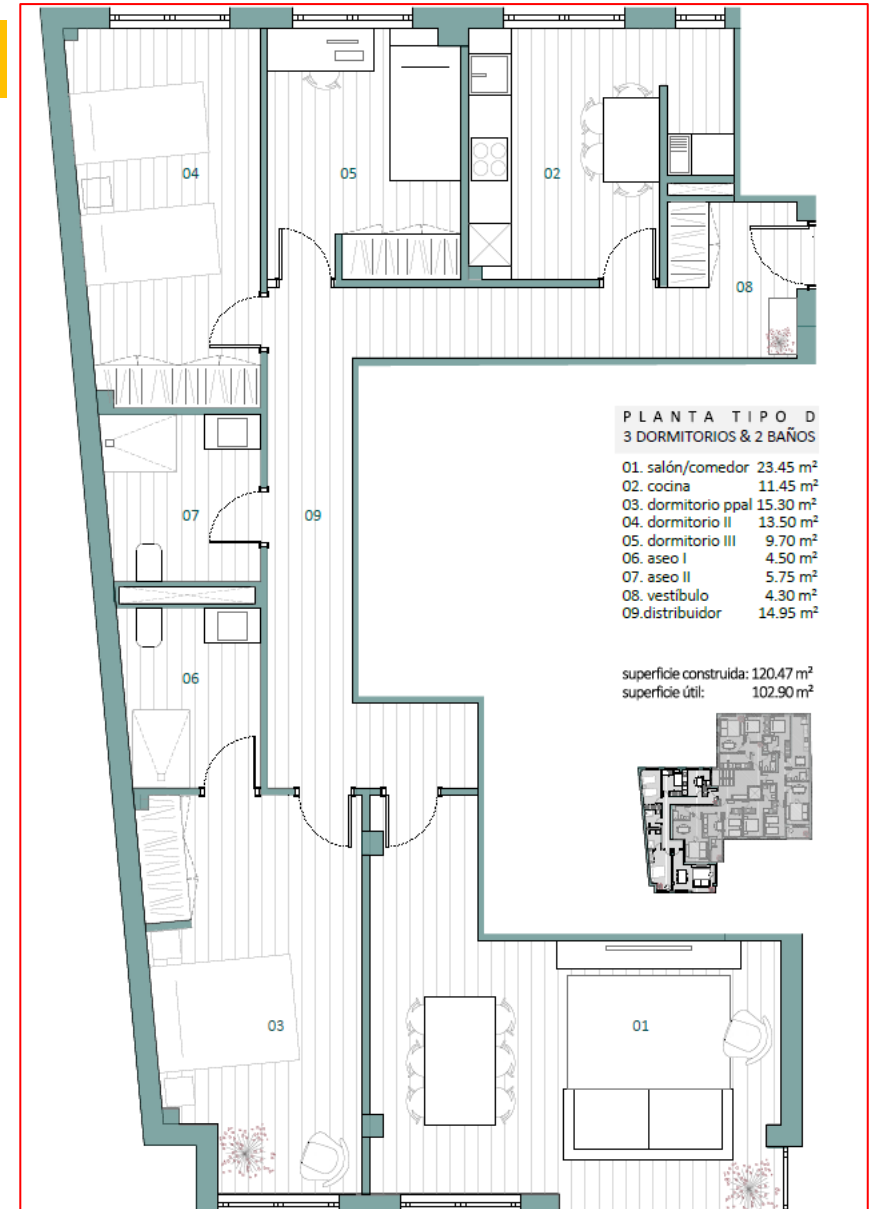 04
05
02
08
PLANTA TIPO D
3 DORMITORIOS & 2 BAÑOS
01. salón/comedor 23.45 m²
02. cocina 11.45 m²
03. dormitorio ppal 15.30 m²
04. dormitorio II 13.50 m²
05. dormitorio III 9.70 m²
06. aseo I 4.50 m²
07. aseo II 5.75 m²
08. vestíbulo 4.30 m²
09.distribuidor 14.95 m²
07
09
superficie construida: 120.47 m²
superficie útil: 102.90 m²
06
03
01